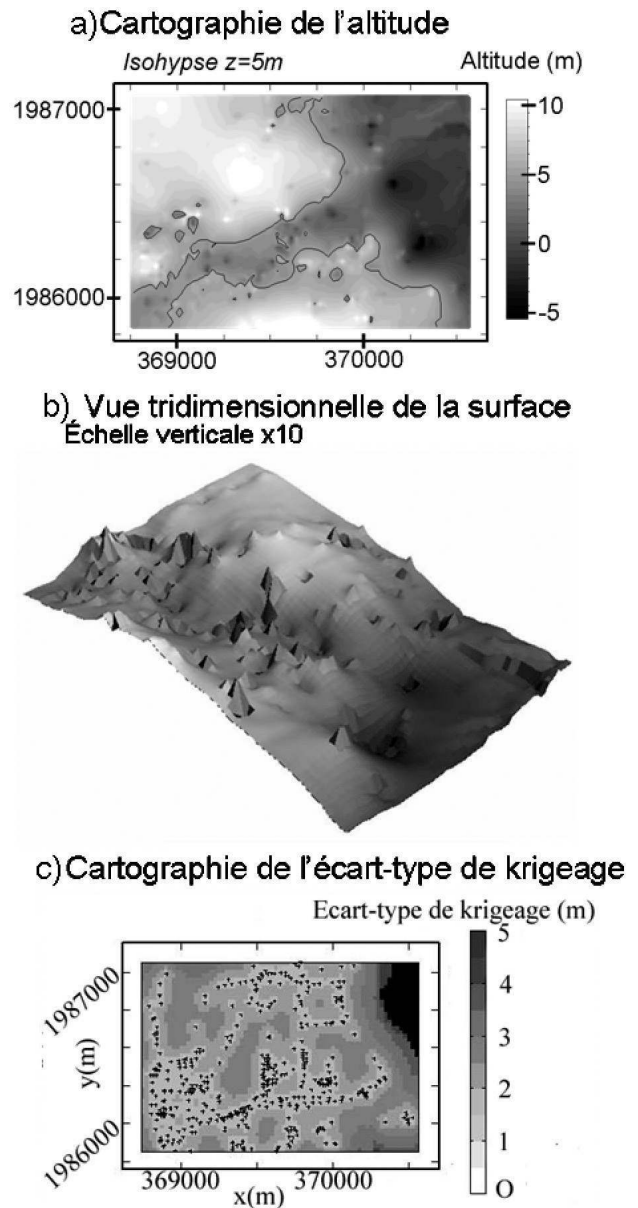 a)Cartographie de l'altitude
Isohypse z=5m
Altitude (m)
1987000
1986000
369000
370000
10
5
0
-5
b) Vue tridimensionnelle de la surface
Échelle verticale x10
c)Cartographie de l'écart-type de krigeage
Ecart-type de krigeage (m)
1987000
y(m)
1986000
369000
370000
x(m)
5
4
3
2
1
O